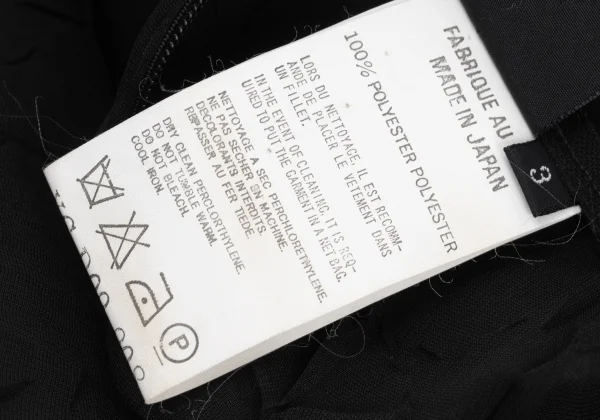 FABRIQUE AU
MADE IN JAPAN
3
100% POLYESTER POLYESTER
LORS DU NETTOYAGE, IL EST RECOMM-
ANDE DE PLACER LE VETEMENT DANS
UN FILLET.
IN THE EVENT OF CLEANING, IT IS REQ-
UIRED TO PUT THE GARMENT IN A NET BAG.
NETTOYAGE A SEC PERCHLORETHYLENE.
NE PAS SECHER EN MACHINE.
DECOLORANTS INTERDITS.
REPASSER AU FER TIEDE.
DRY CLEAN PERCLORTHYLENE.
DO NOT TUMBLE WARM.
DO NOT BLEACH.
COOL IRON.
P